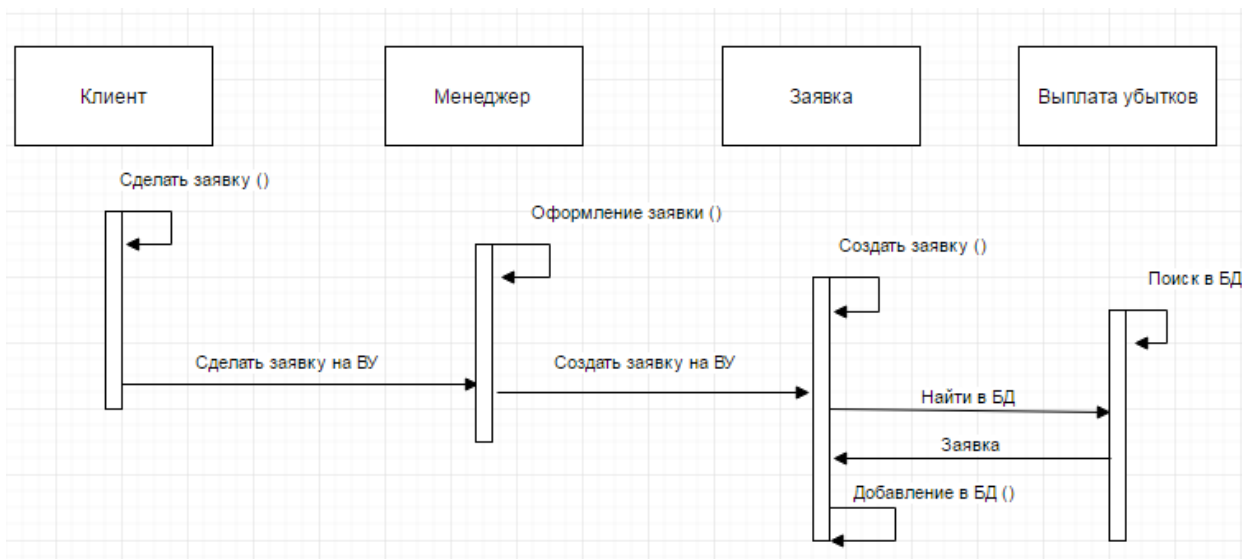 Клиент
Менеджер
Заявка
Выплата убытков
Сделать заявку ()
Оформление заявки ()
Создать заявку ()
Поиск в БД
Сделать заявку на ВУ
Создать заявку на ВУ
Найти в БД
Заявка
Добавление в БД ()